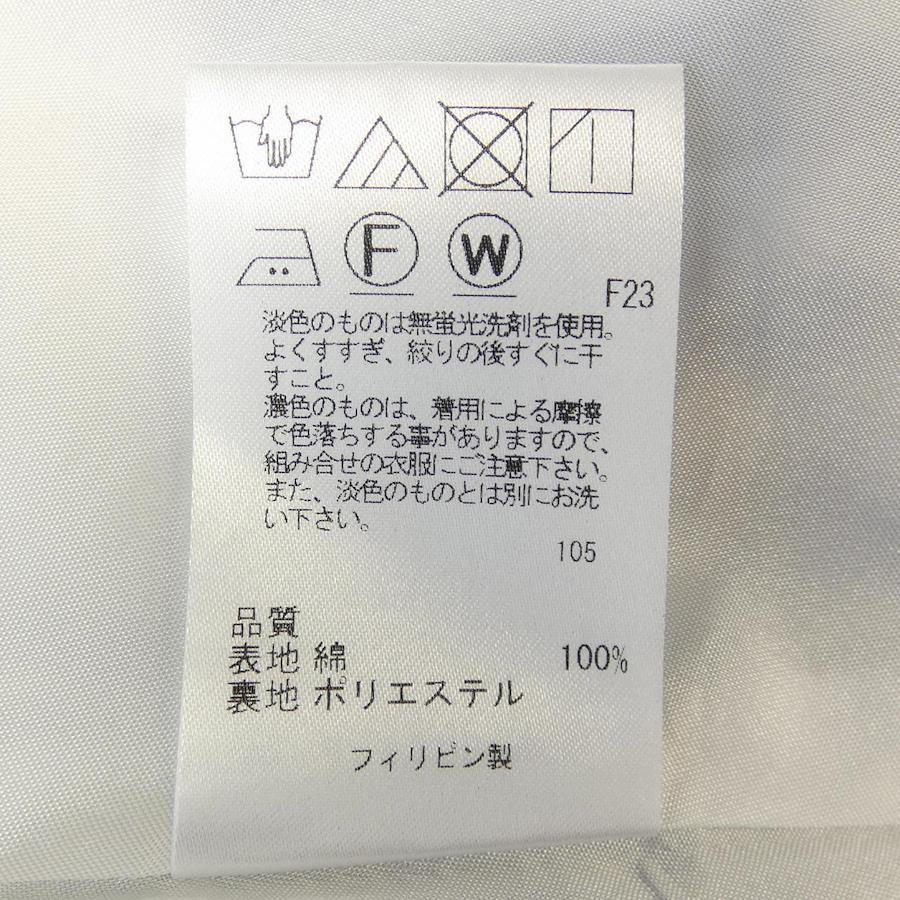 F
W
F23
淡色のものは無蛍光洗剤を使用。
よくすすぎ、絞りの後すぐに干
すこと。
濃色のものは、着用による摩擦
で色落ちする事がありますので、
組み合せの衣服にご注意下さい。
また、淡色のものとは別にお洗
い下さい。
105
品質
表地 綿 100%
裏地 ポリエステル
フィリピン製